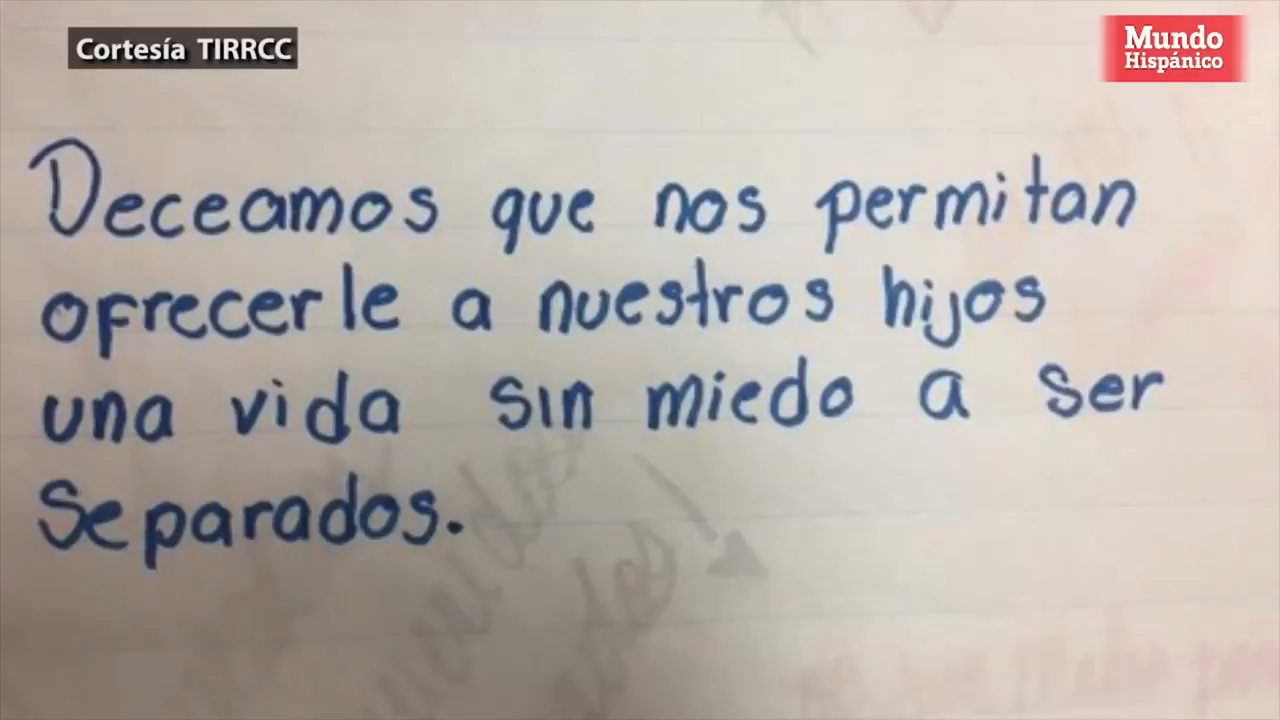 Cortesía TIRRCC
Mundo
Hispánico
Deceamos que nos permitan
ofrecerle a nuestros hijos
una vida sin miedo a ser
Separados.